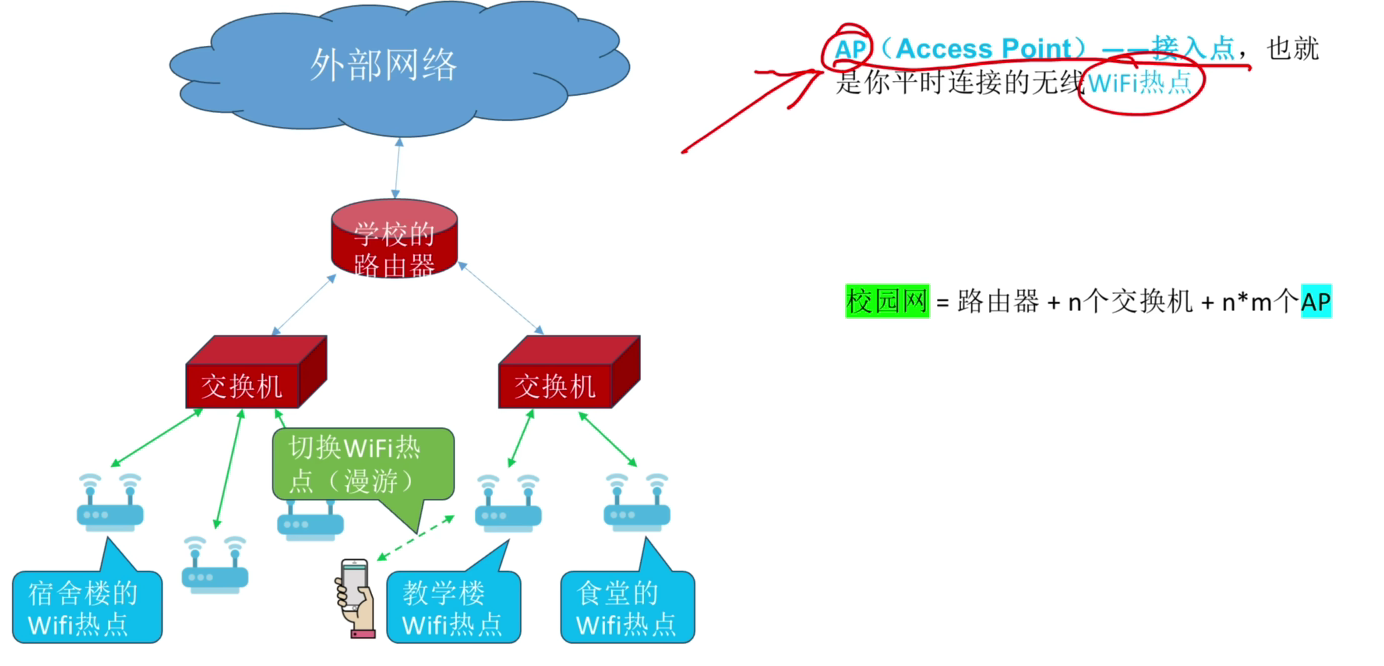 外部网络
AP（Access Point）——接入点，也就
是你平时连接的无线WiFi热点
学校的
路由器
校园网 = 路由器 + n个交换机 + n*m个AP
交换机
交换机
切换WiFi热
点（漫游）
宿舍楼的
Wifi热点
教学楼
Wifi热点
食堂的
Wifi热点